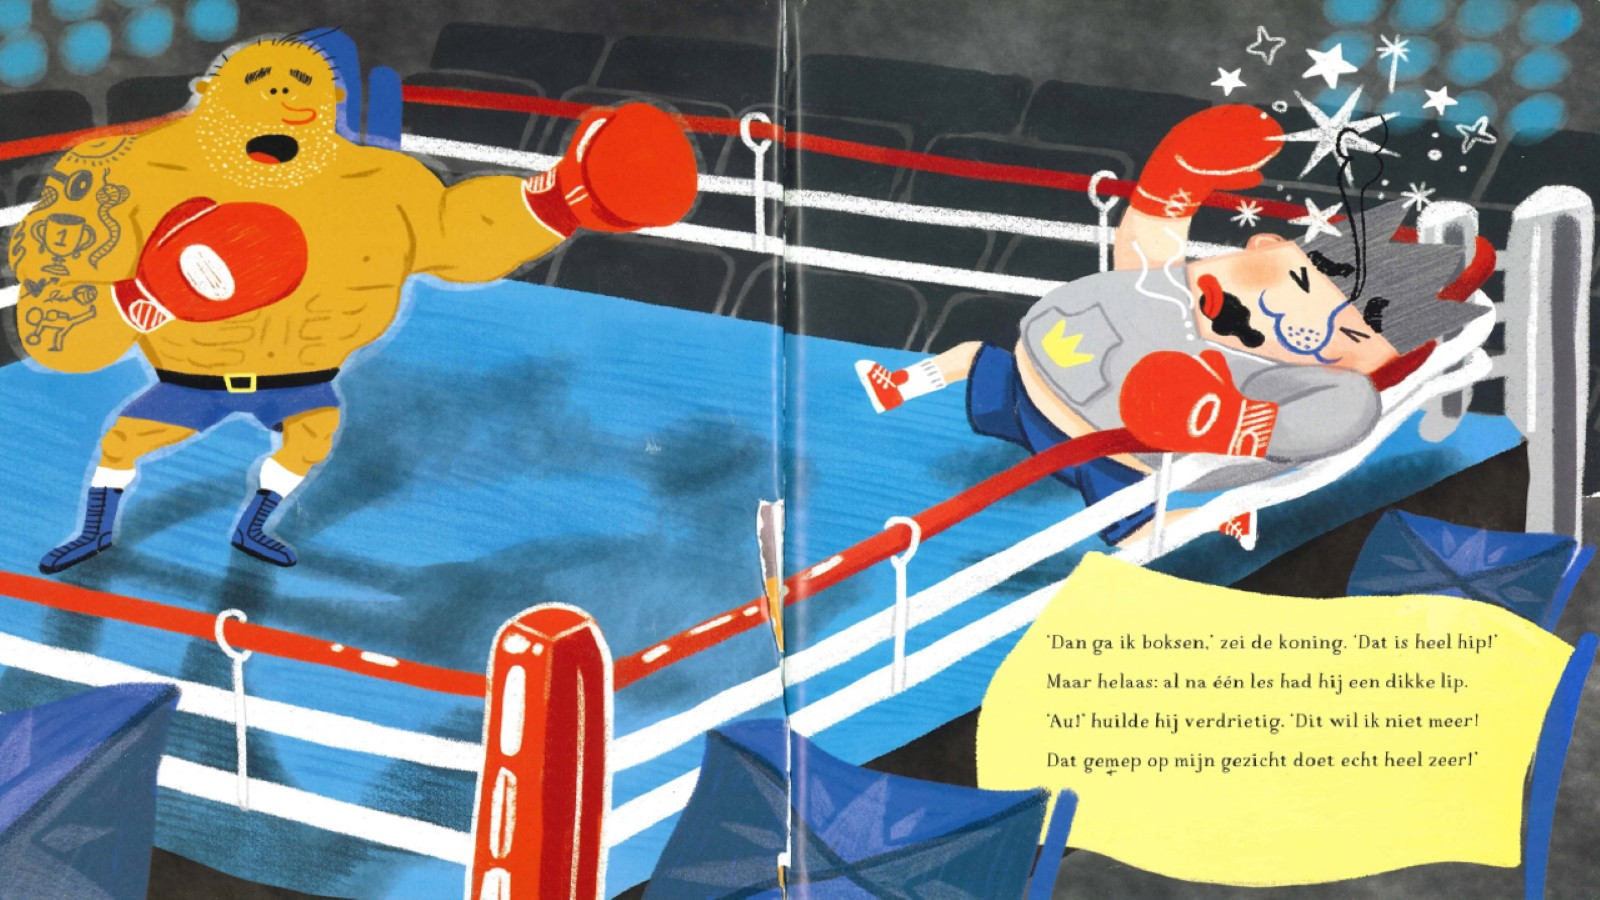 1
'Dan ga ik boksen,' zei de koning. 'Dat is heel hip!'
Maar helaas: al na één les had hij een dikke lip.
'Au!' huilde hij verdrietig. 'Dit wil ik niet meer!
Dat gemep op mijn gezicht doet echt heel zeer!'